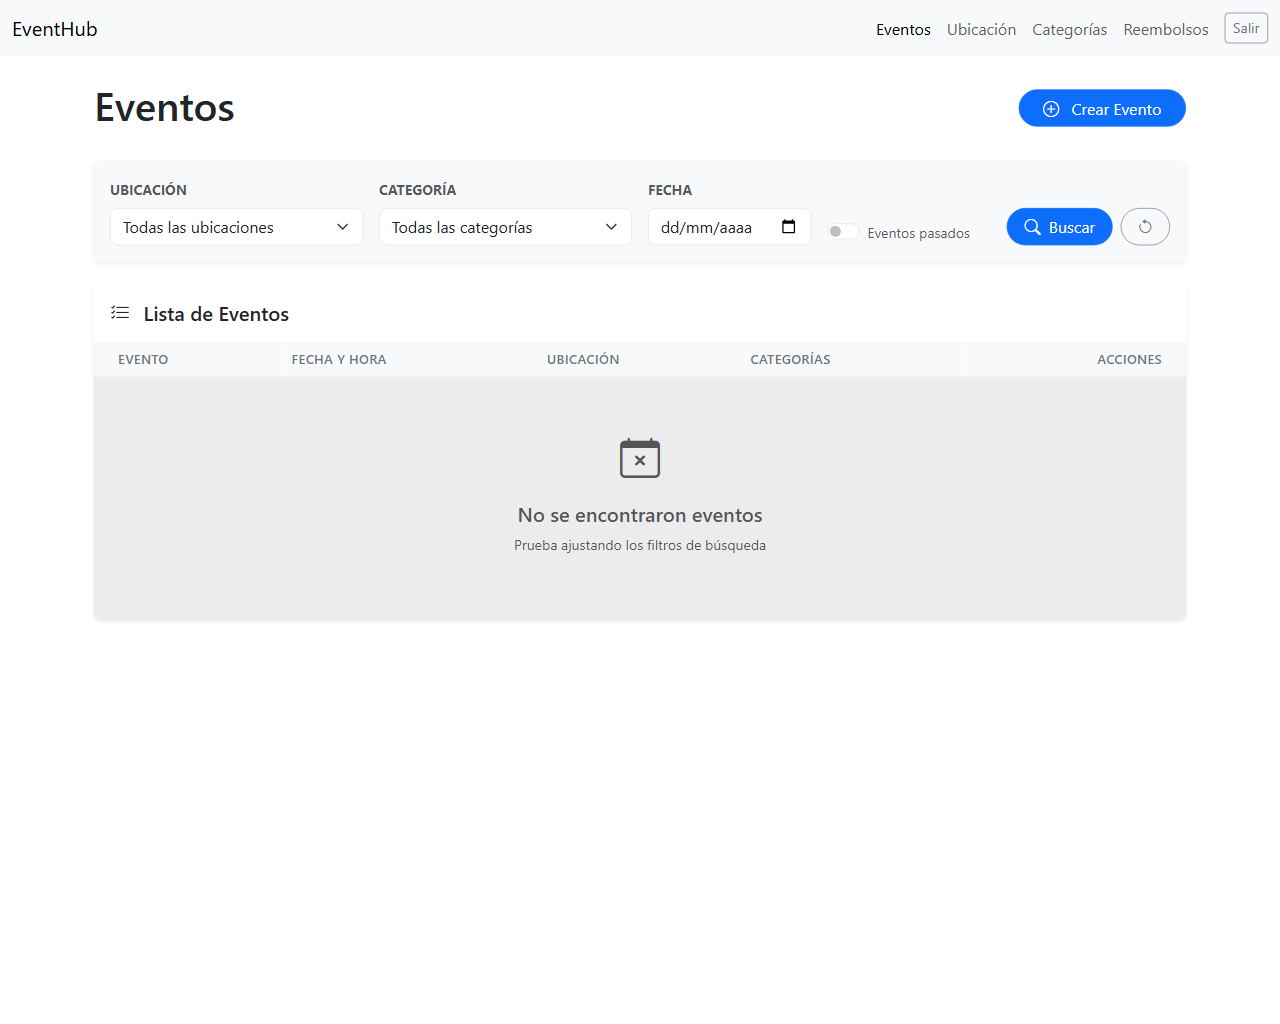 EventHub
Eventos Ubicación Categorías Reembolsos Salir
Eventos
Crear Evento
UBICACIÓN CATEGORÍA FECHA
Todas las ubicaciones Todas las categorías dd/mm/aaaa Eventos pasados Buscar
Lista de Eventos
EVENTO FECHA Y HORA UBICACIÓN CATEGORÍAS ACCIONES
No se encontraron eventos
Prueba ajustando los filtros de búsqueda